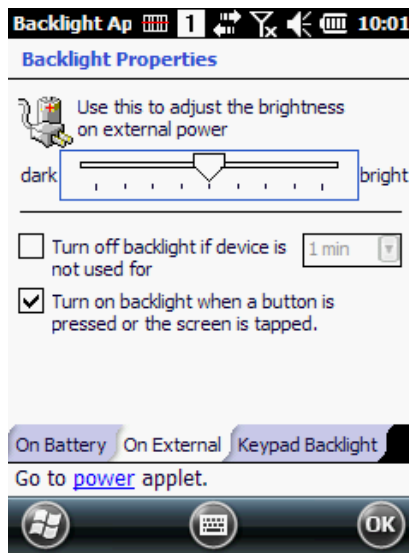 Backlight Ap 1 10:01
Backlight Properties
Use this to adjust the brightness
on external power
dark bright
Turn off backlight if device is 1 min
not used for
Turn on backlight when a button is
pressed or the screen is tapped.
On Battery On External Keypad Backlight
Go to power applet.
OK